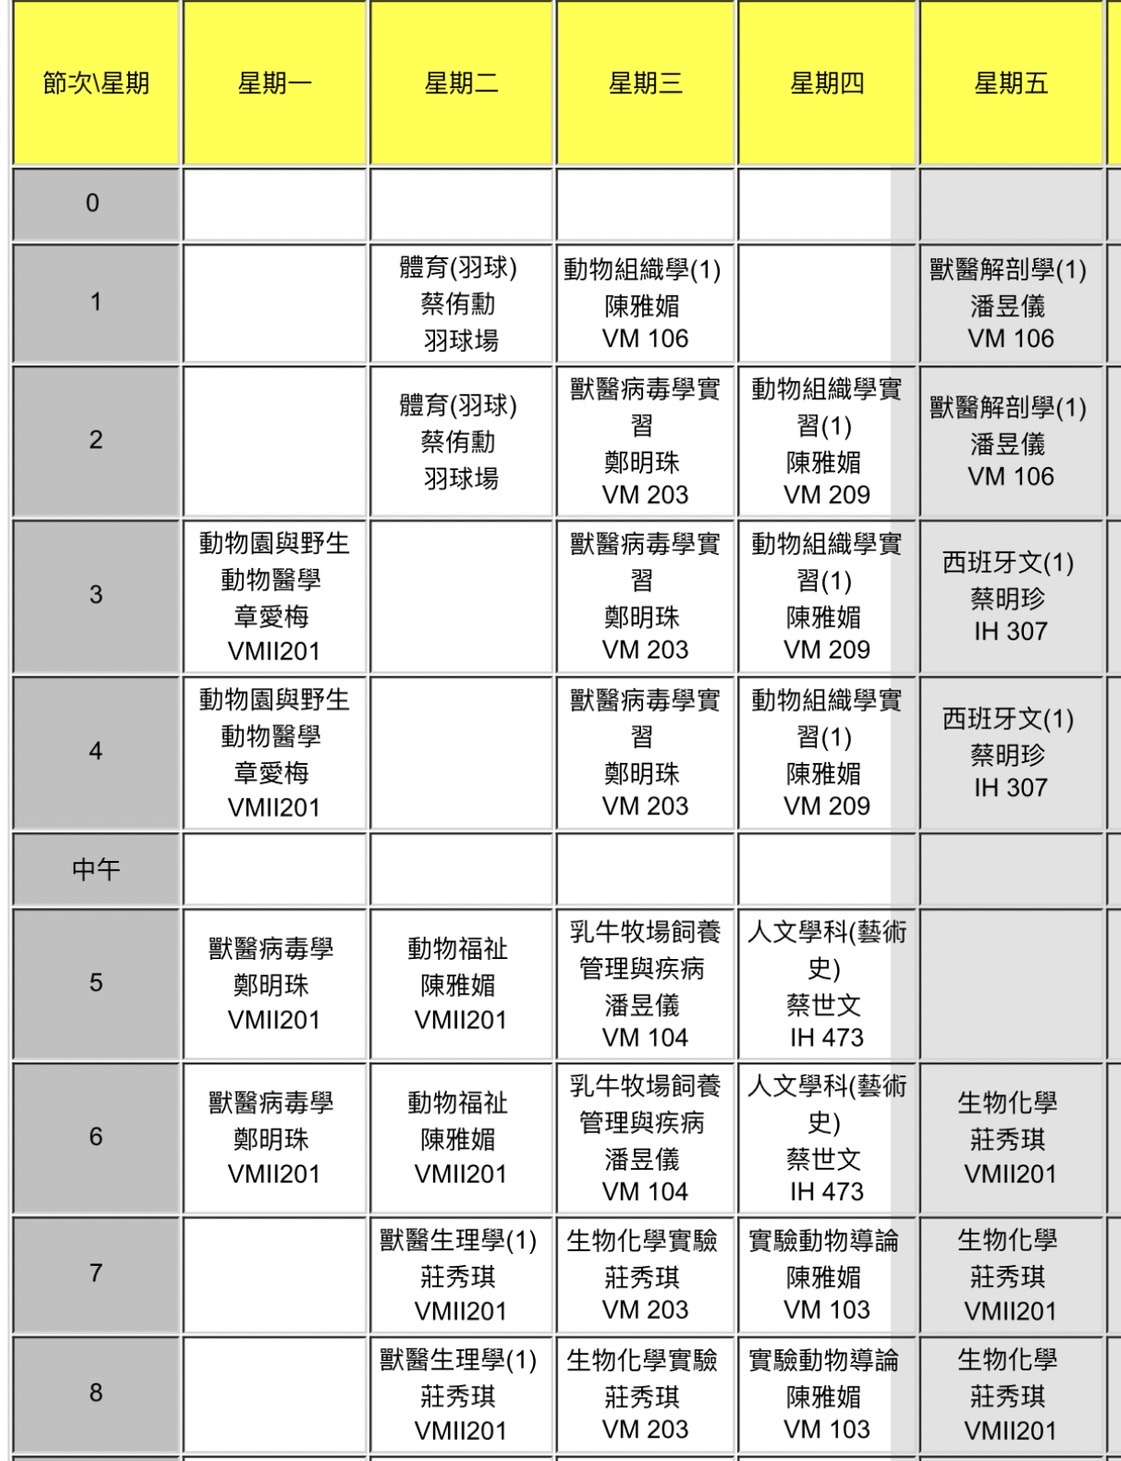 節次\星期
星期一
星期二
星期三
星期四
星期五
0
1
體育(羽球)
蔡侑勳
羽球場
動物組織學(1)
陳雅媚
VM 106
獸醫解剖學(1)
潘昱儀
VM 106
2
體育(羽球)
蔡侑勳
羽球場
獸醫病毒學實
習
鄭明珠
VM 203
動物組織學實
習(1)
陳雅媚
VM 209
獸醫解剖學(1)
潘昱儀
VM 106
3
動物園與野生
動物醫學
章愛梅
VMII201
獸醫病毒學實
習
鄭明珠
VM 203
動物組織學實
習(1)
陳雅媚
VM 209
西班牙文(1)
蔡明珍
IH 307
4
動物園與野生
動物醫學
章愛梅
VMII201
獸醫病毒學實
習
鄭明珠
VM 203
動物組織學實
習(1)
陳雅媚
VM 209
西班牙文(1)
蔡明珍
IH 307
中午
5
獸醫病毒學
鄭明珠
VMII201
動物福祉
陳雅媚
VMII201
乳牛牧場飼養
管理與疾病
潘昱儀
VM 104
人文學科(藝術
史)
蔡世文
IH 473
6
獸醫病毒學
鄭明珠
VMII201
動物福祉
陳雅媚
VMII201
乳牛牧場飼養
管理與疾病
潘昱儀
VM 104
人文學科(藝術
史)
蔡世文
IH 473
生物化學
莊秀琪
VMII201
7
獸醫生理學(1)
莊秀琪
VMII201
生物化學實驗
莊秀琪
VM 203
實驗動物導論
陳雅媚
VM 103
生物化學
莊秀琪
VMII201
8
獸醫生理學(1)
莊秀琪
VMII201
生物化學實驗
莊秀琪
VM 203
實驗動物導論
陳雅媚
VM 103
生物化學
莊秀琪
VMII201